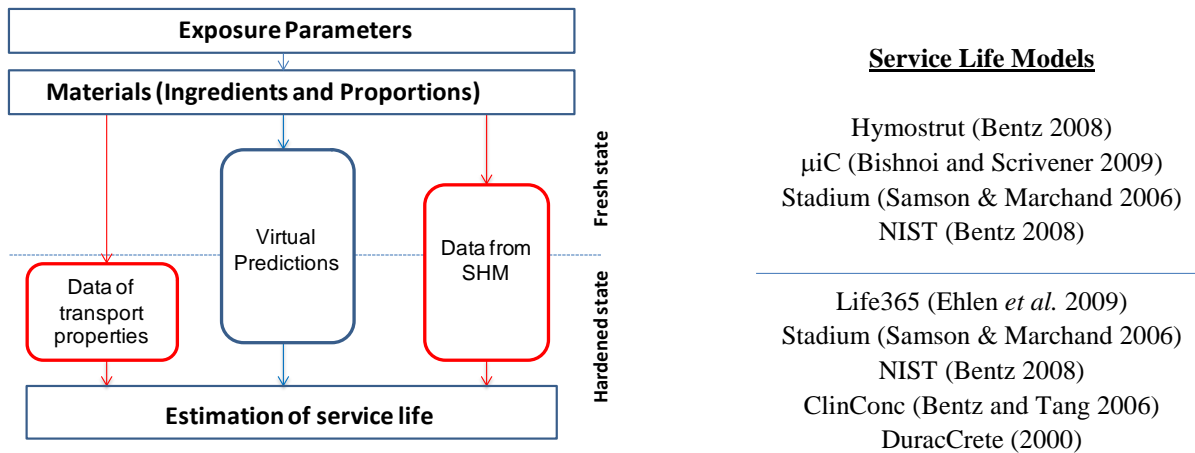 Exposure Parameters
Materials (Ingredients and Proportions)
Virtual
Predictions
Data from
SHM
Data of
transport
properties
Estimation of service life
Fresh state
Hardened state
Service Life Models
Hymostrut (Bentz 2008)
µiC (Bishnoi and Scrivener 2009)
Stadium (Samson & Marchand 2006)
NIST (Bentz 2008)
Life365 (Ehlen et al. 2009)
Stadium (Samson & Marchand 2006)
NIST (Bentz 2008)
ClinConc (Bentz and Tang 2006)
DuracCrete (2000)